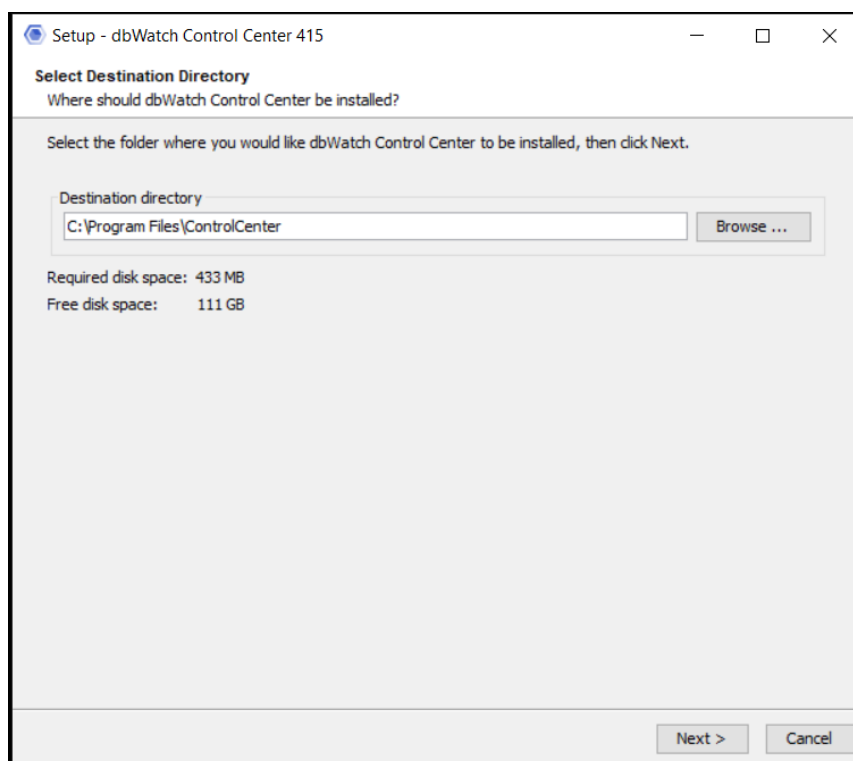 Setup - dbWatch Control Center 415
Select Destination Directory
Where should dbWatch Control Center be installed?
Select the folder where you would like dbWatch Control Center to be installed, then click Next.
Destination directory
C:\Program Files\ControlCenter
Browse ...
Required disk space: 433 MB
Free disk space: 111 GB
Next >
Cancel